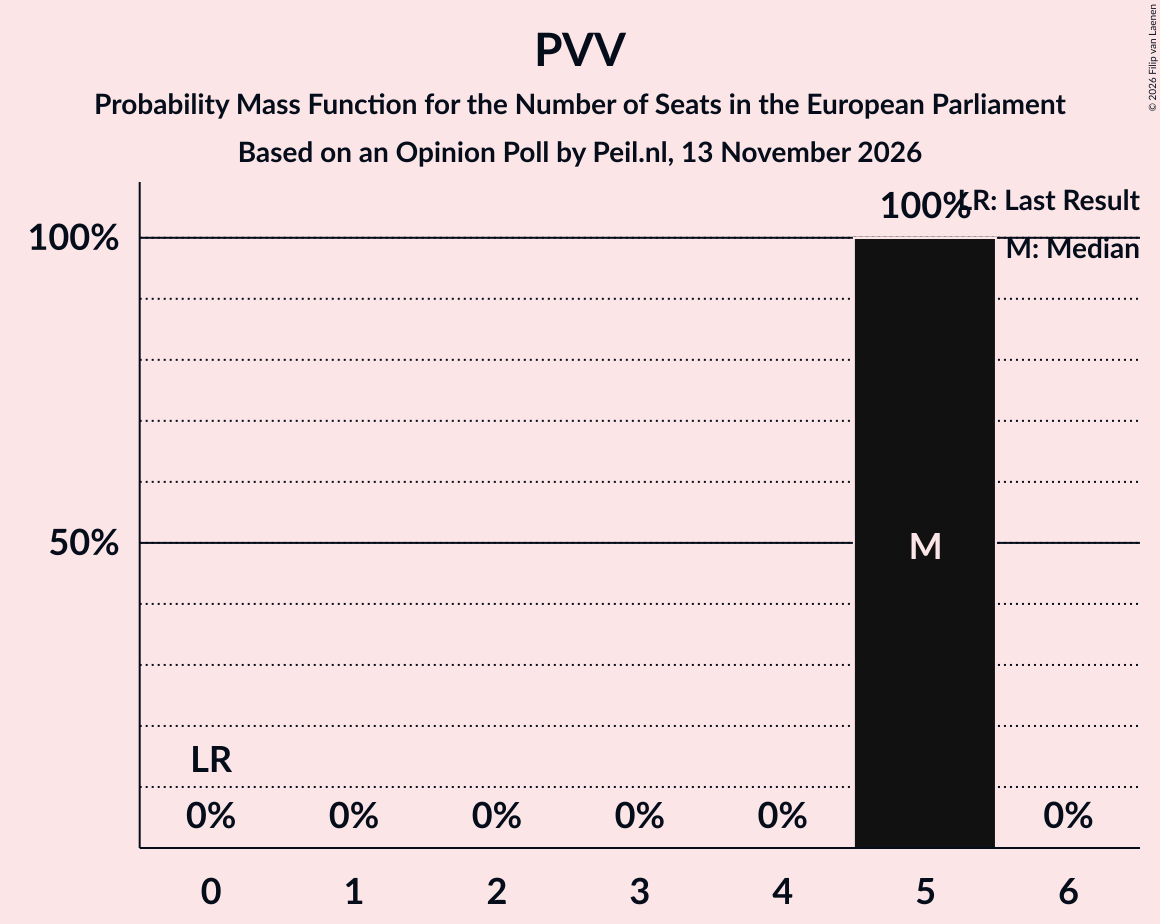 PVV
Probability Mass Function for the Number of Seats in the European Parliament
Based on an Opinion Poll by Peil.nl, 13 November 2026
© 2026 Filip van Laenen
LR: Last Result
M: Median
100%
100%
50%
M
LR
0% 0% 0% 0% 0% 0%
0 1 2 3 4 5 6